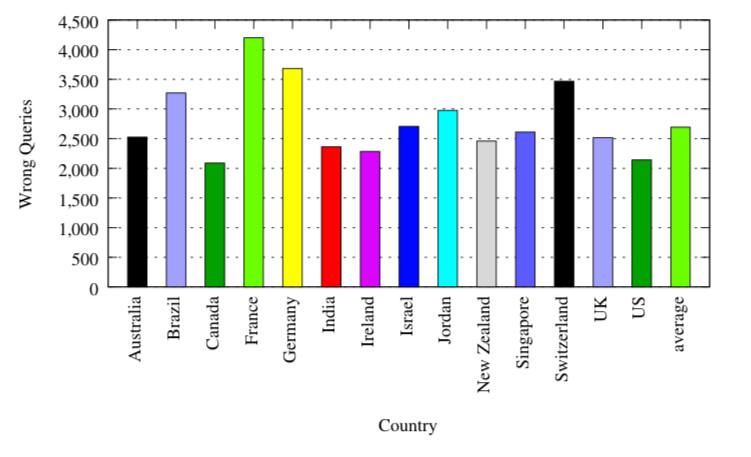 4,500
4,000
3,500
3,000
2,500
2,000
1,500
1,000
500
0
Wrong Queries
Australia
Brazil
Canada
France
Germany
India
Ireland
Israel
Jordan
New Zealand
Singapore
Switzerland
UK
US
average
Country